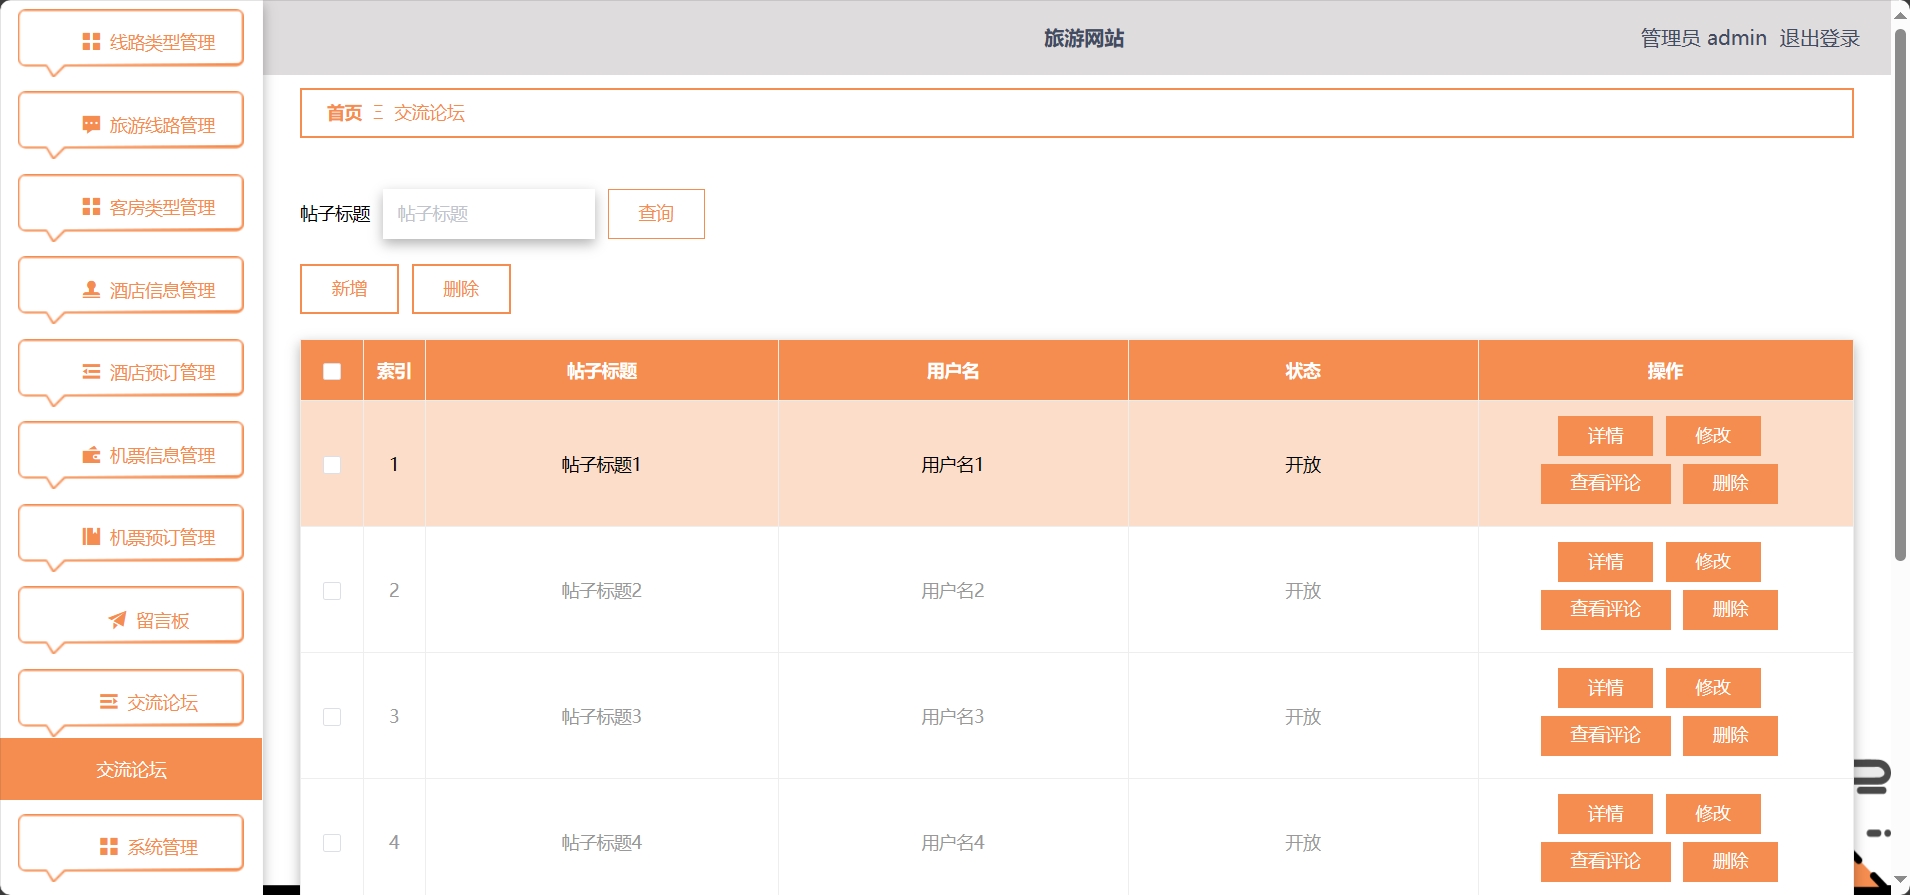 线路类型管理
旅游线路管理
客房类型管理
酒店信息管理
酒店预订管理
机票信息管理
机票预订管理
留言板
交流论坛
交流论坛
系统管理
旅游网站
管理员 admin 退出登录
首页 Ξ 交流论坛
帖子标题 帖子标题 查询
新增 删除
索引 帖子标题 用户名 状态 操作
1 帖子标题1 用户名1 开放 详情 修改
查看评论 删除
2 帖子标题2 用户名2 开放 详情 修改
查看评论 删除
3 帖子标题3 用户名3 开放 详情 修改
查看评论 删除
4 帖子标题4 用户名4 开放 详情 修改
查看评论 删除